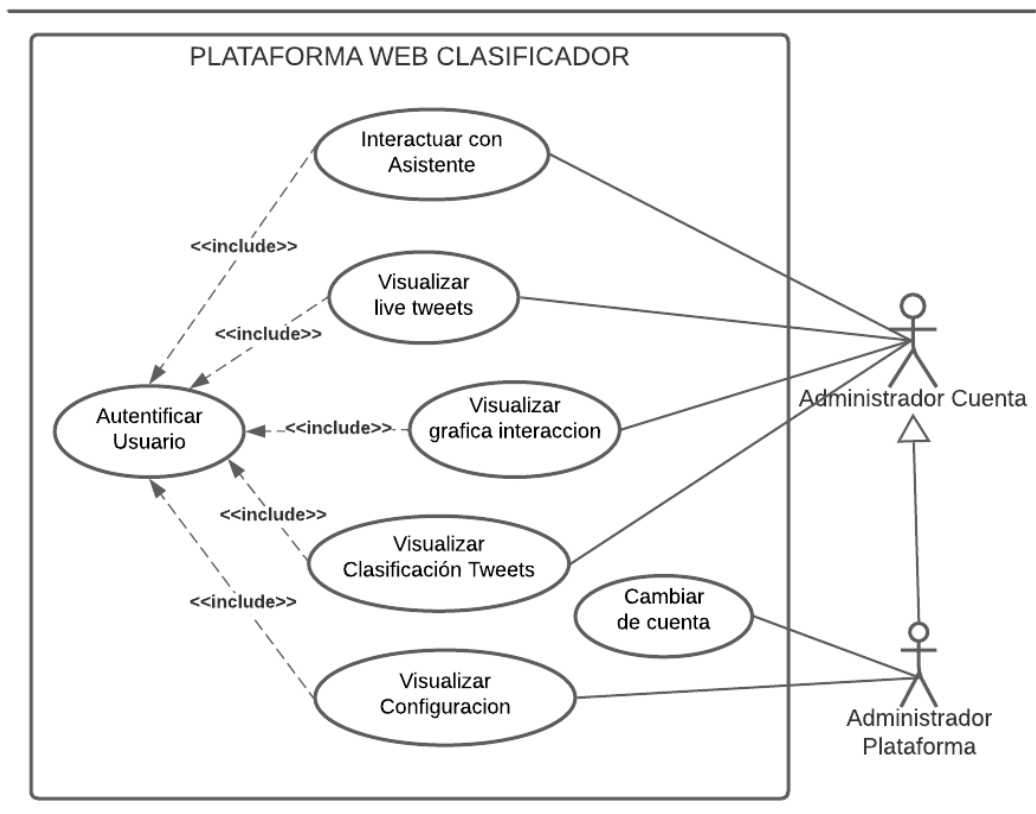 PLATAFORMA WEB CLASIFICADOR
Interactuar con
Asistente
<<include>>
Visualizar
live tweets
<<include>>
Administrador Cuenta
Autentificar
Usuario
<<include>>
Visualizar
grafica interaccion
<<include>>
Visualizar
Clasificación Tweets
<<include>>
Cambiar
de cuenta
Visualizar
Configuracion
Administrador
Plataforma